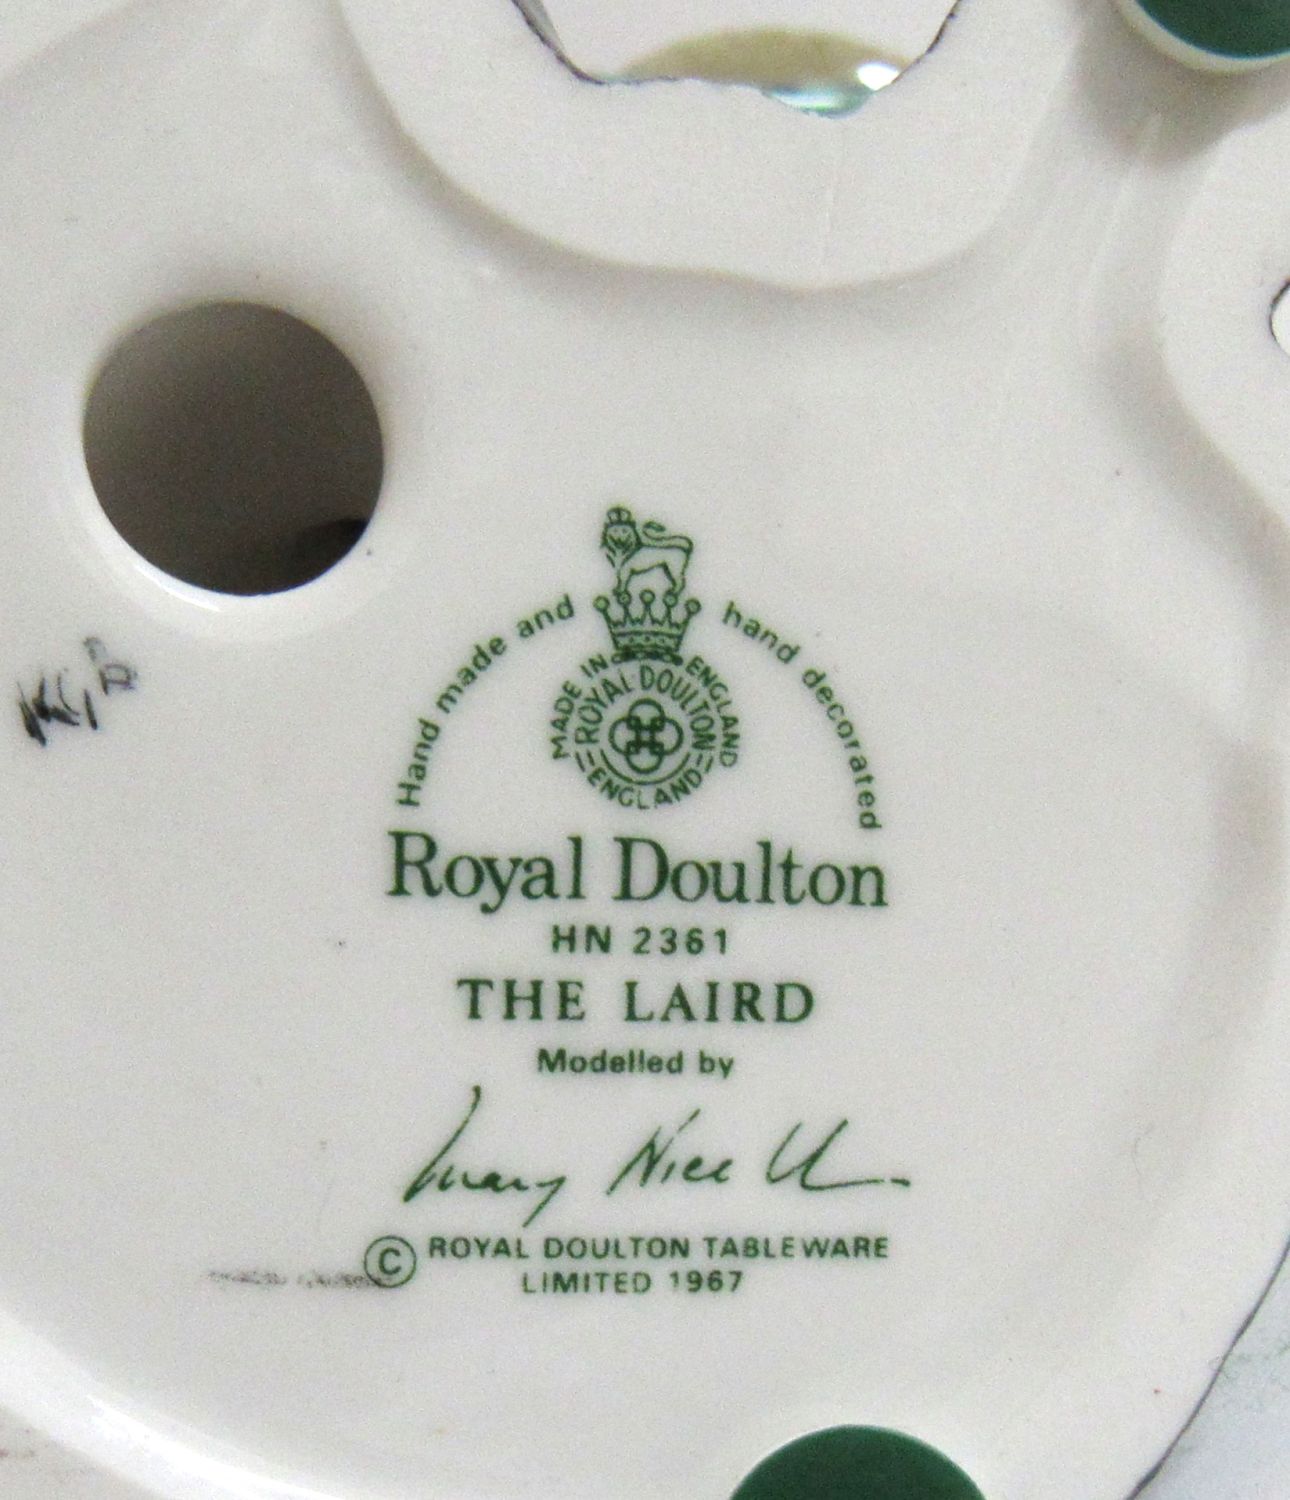 Hand made and hand decorated
MADE IN ENGLAND
ROYAL DOULTON
ENGLAND
Royal Doulton
HN 2361
THE LAIRD
Modelled by
© ROYAL DOULTON TABLEWARE
LIMITED 1967